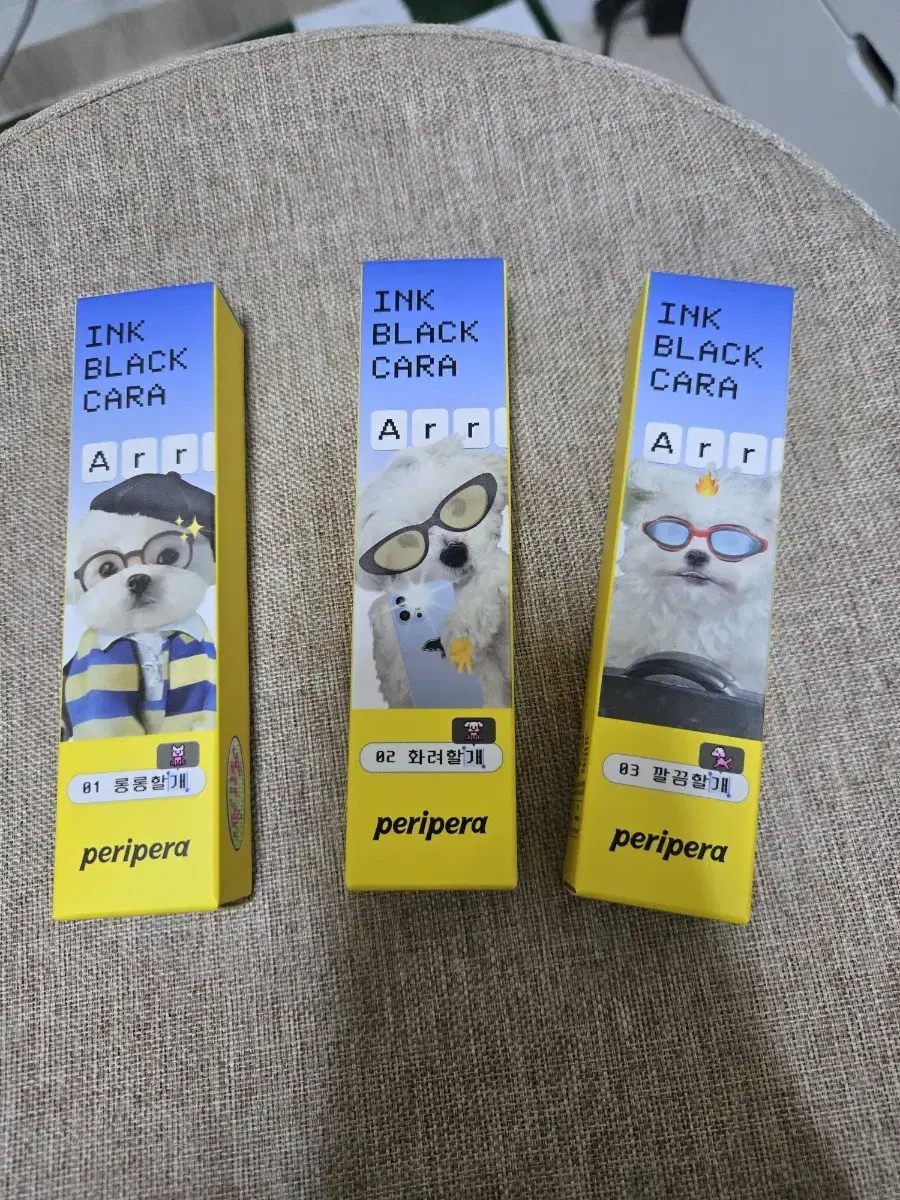 INK
BLACK
CARA
Arr
01 롱롱할개
peripera
INK
BLACK
CARA
Arr
02 화려할개
peripera
INK
BLACK
CARA
Arr
03 깔끔할개
peripera